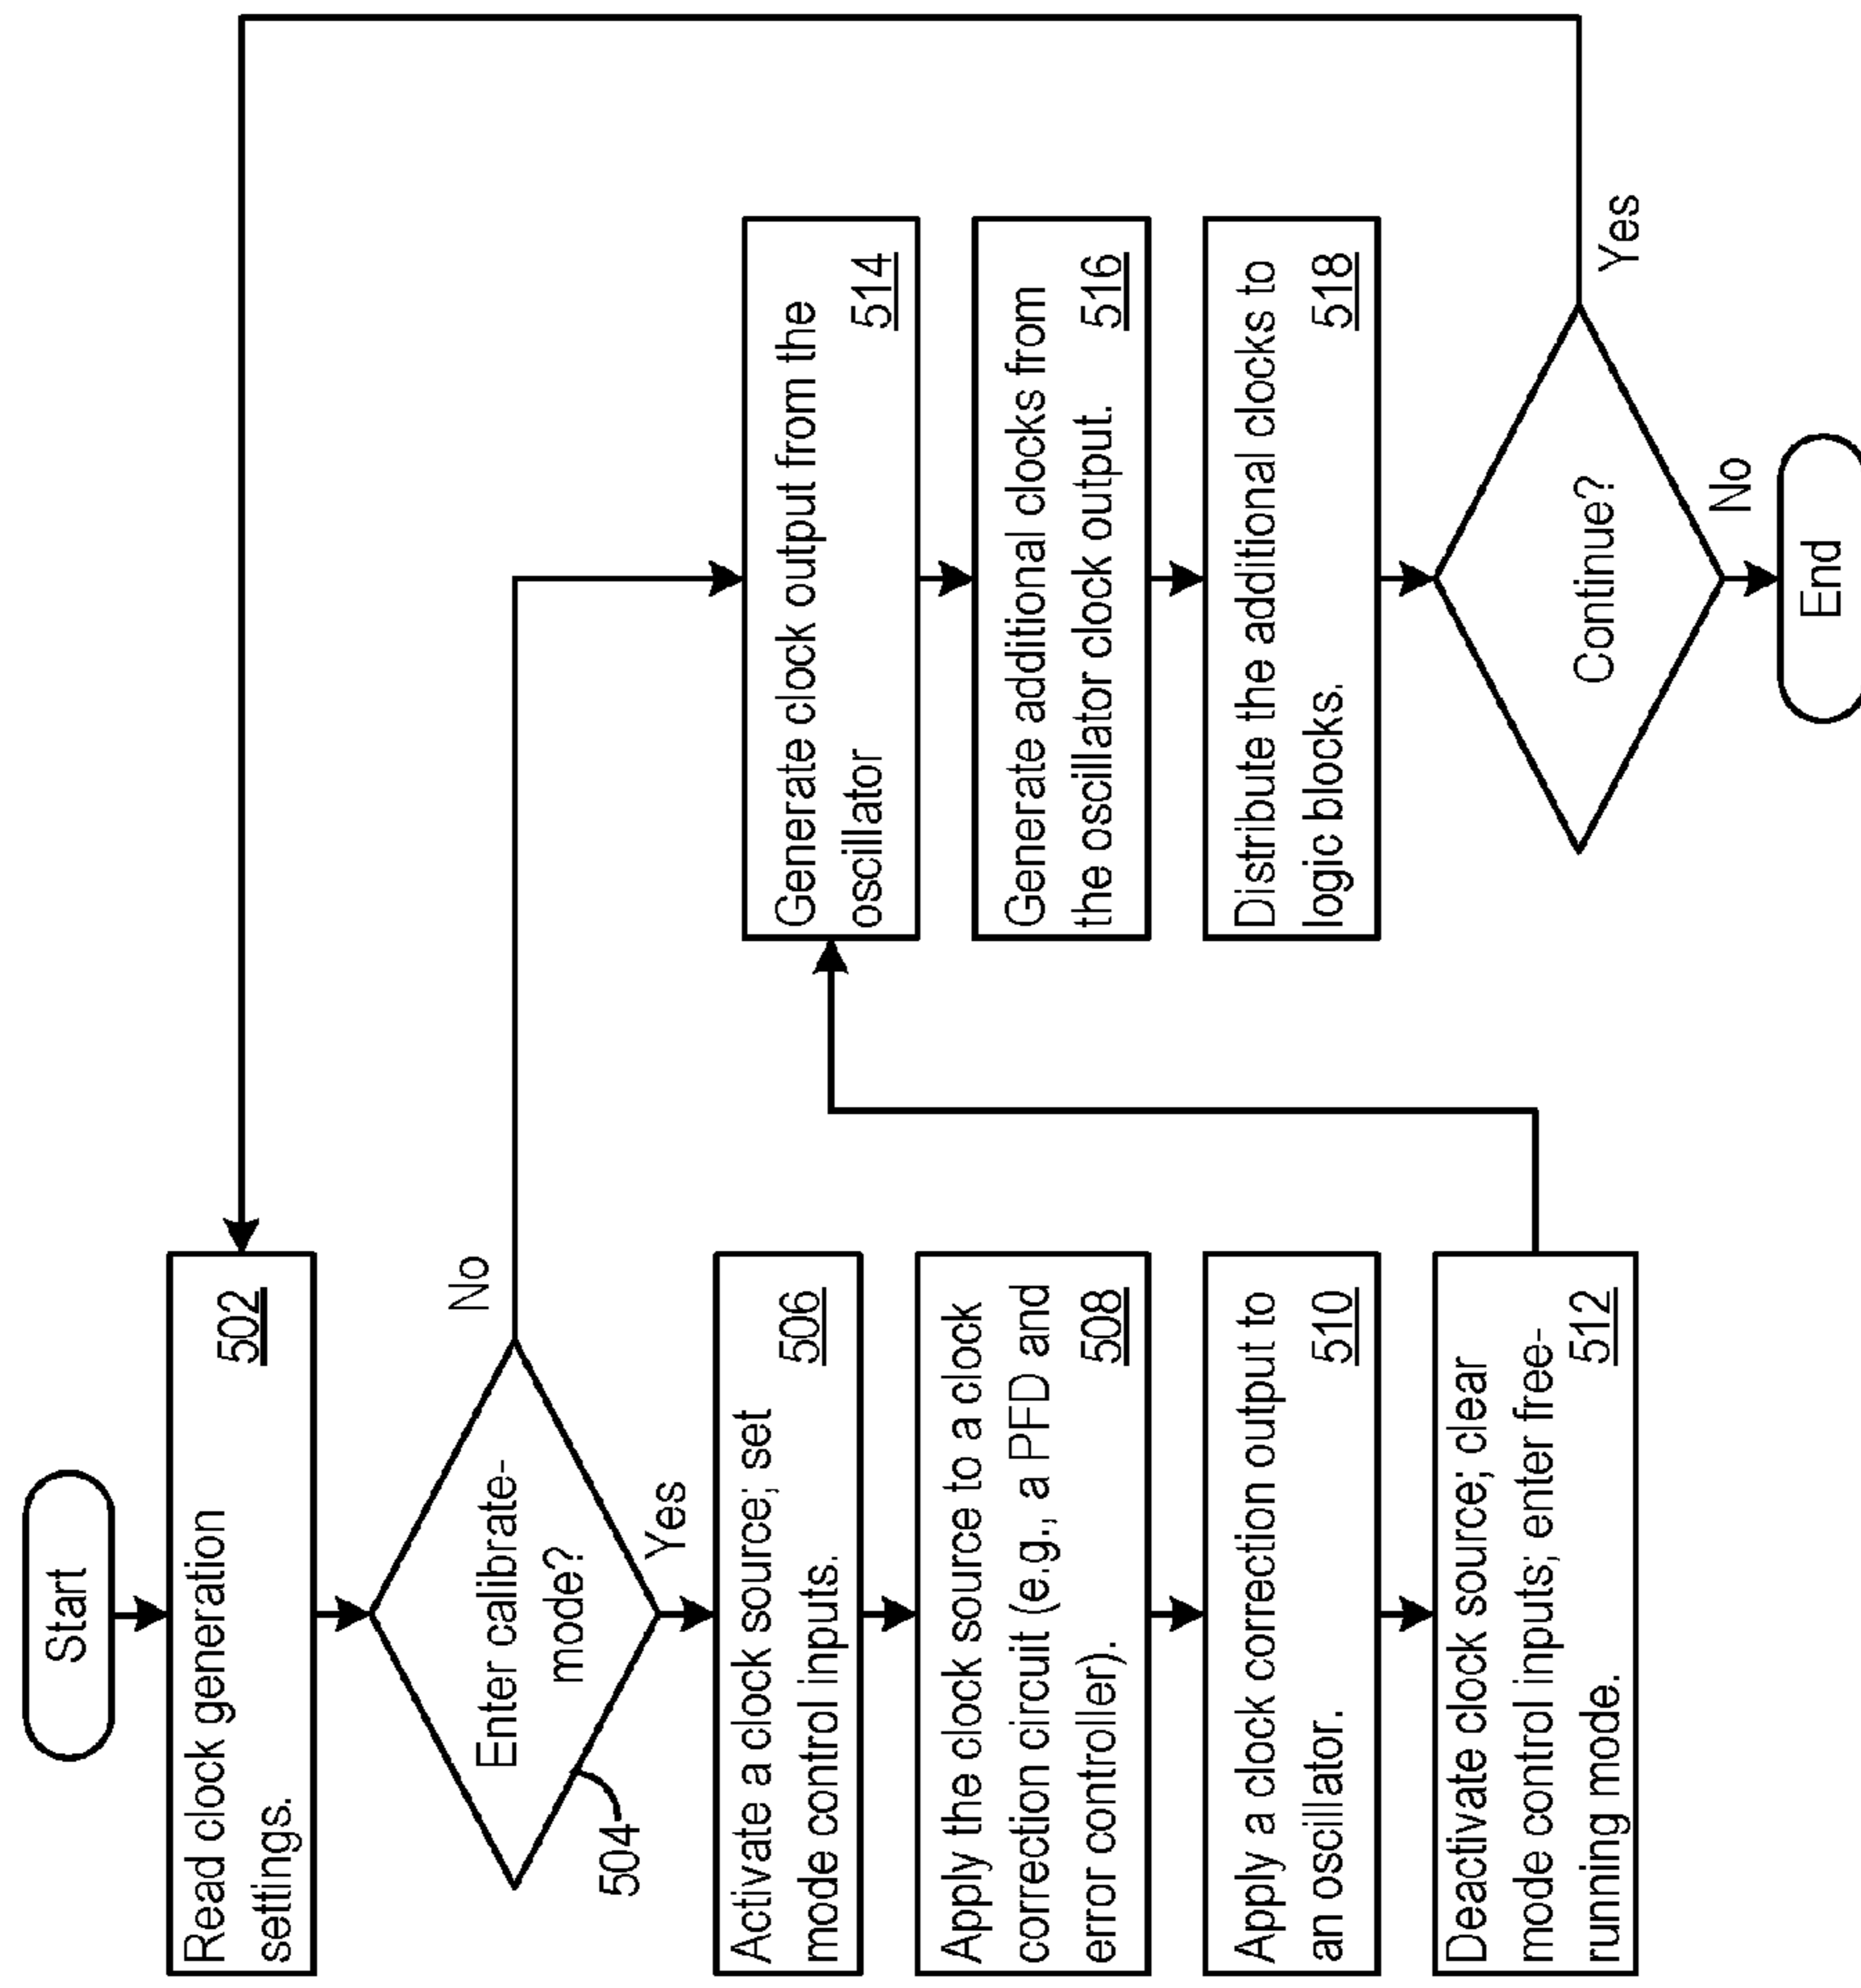 Start
Read clock generation
settings.
502
Enter calibrate-
mode?
504
No
Yes
Activate a clock source; set
mode control inputs.
506
Apply the clock source to a clock
correction circuit (e.g., a PFD and
error controller).
508
Apply a clock correction output to
an oscillator.
510
Deactivate clock source; clear
mode control inputs; enter free-
running mode.
512
Generate clock output from the
oscillator
514
Generate additional clocks from
the oscillator clock output.
516
Distribute the additional clocks to
logic blocks.
518
Continue?
Yes
No
End